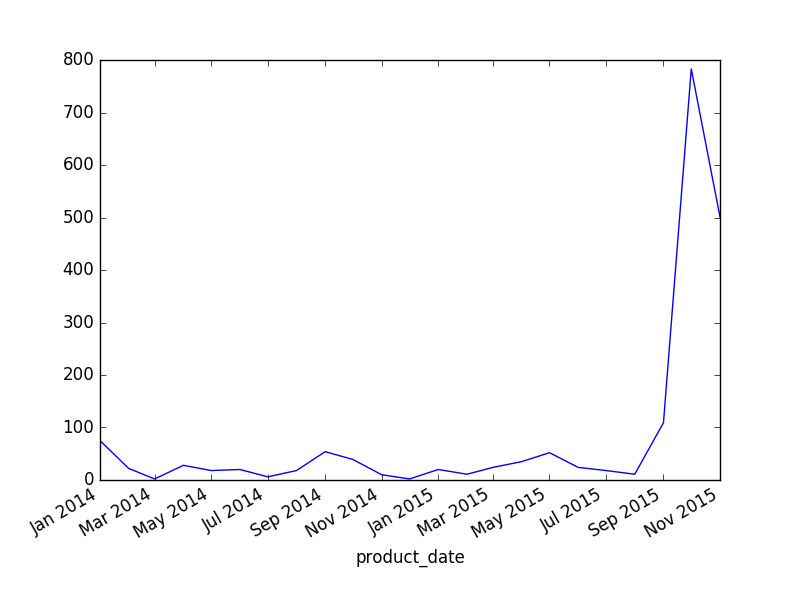 800
700
600
500
400
300
200
100
0
Jan 2014
Mar 2014
May 2014
Jul 2014
Sep 2014
Nov 2014
Jan 2015
Mar 2015
May 2015
Jul 2015
Sep 2015
Nov 2015
product_date